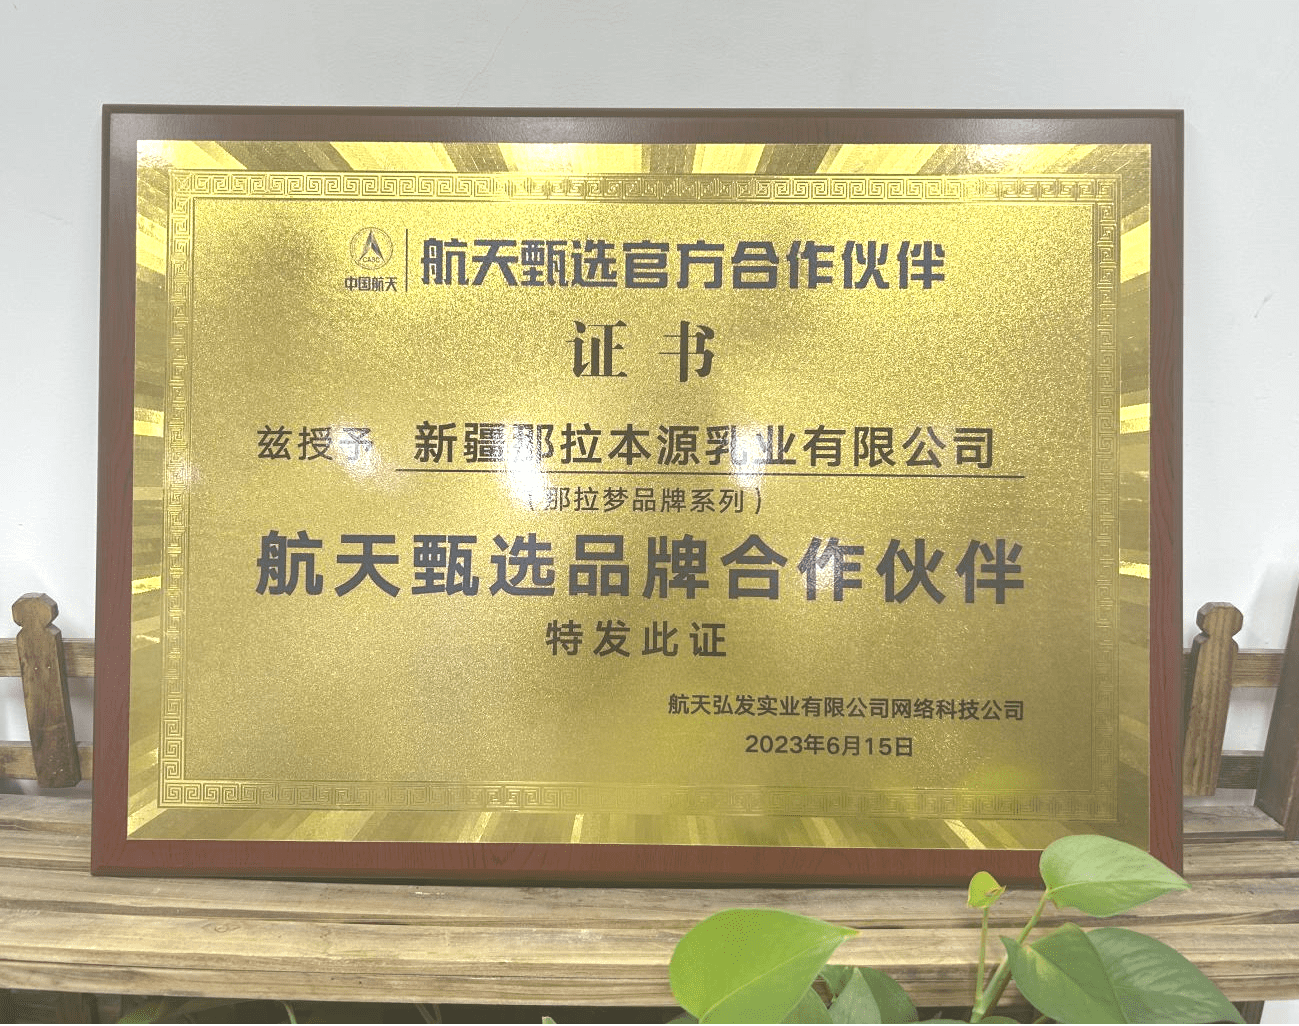 CASC
中国航天
航天甄选官方合作伙伴
证书
兹授予 新疆那拉本源乳业有限公司
(那拉梦品牌系列)
航天甄选品牌合作伙伴
特发此证
航天弘发实业有限公司网络科技公司
2023年6月15日